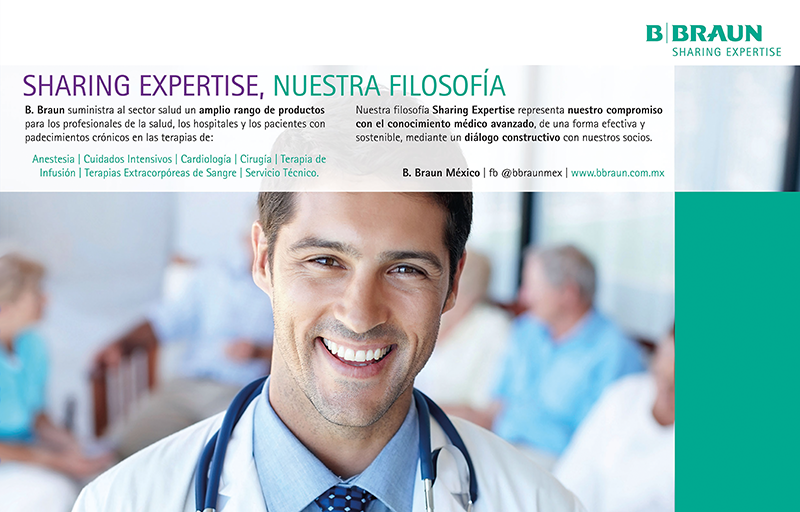 B|BRAUN
SHARING EXPERTISE
SHARING EXPERTISE, NUESTRA FILOSOFÍA
B. Braun suministra al sector salud un amplio rango de productos
para los profesionales de la salud, los hospitales y los pacientes con
padecimientos crónicos en las terapias de:
Anestesia | Cuidados Intensivos | Cardiología | Cirugía | Terapia de
Infusión | Terapias Extracorpóreas de Sangre | Servicio Técnico.
Nuestra filosofía Sharing Expertise representa nuestro compromiso
con el conocimiento médico avanzado, de una forma efectiva y
sostenible, mediante un diálogo constructivo con nuestros socios.
B. Braun México | fb @bbraunmex | www.bbraun.com.mx